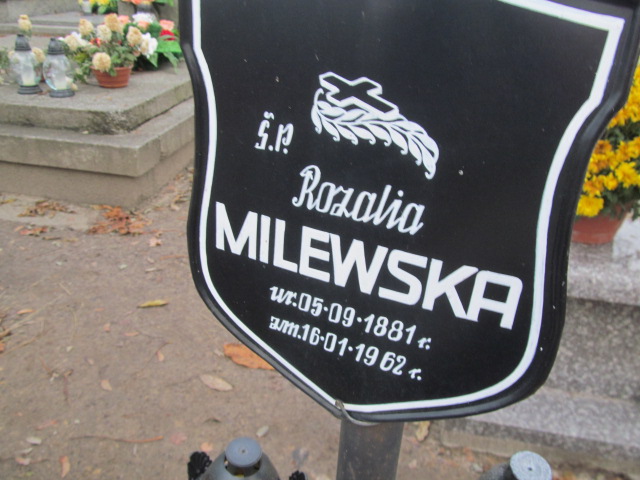 Ś.P.
Rozalia
MILEWSKA
ur. 05·09·1881 r.
zm. 16·01·1962 r.